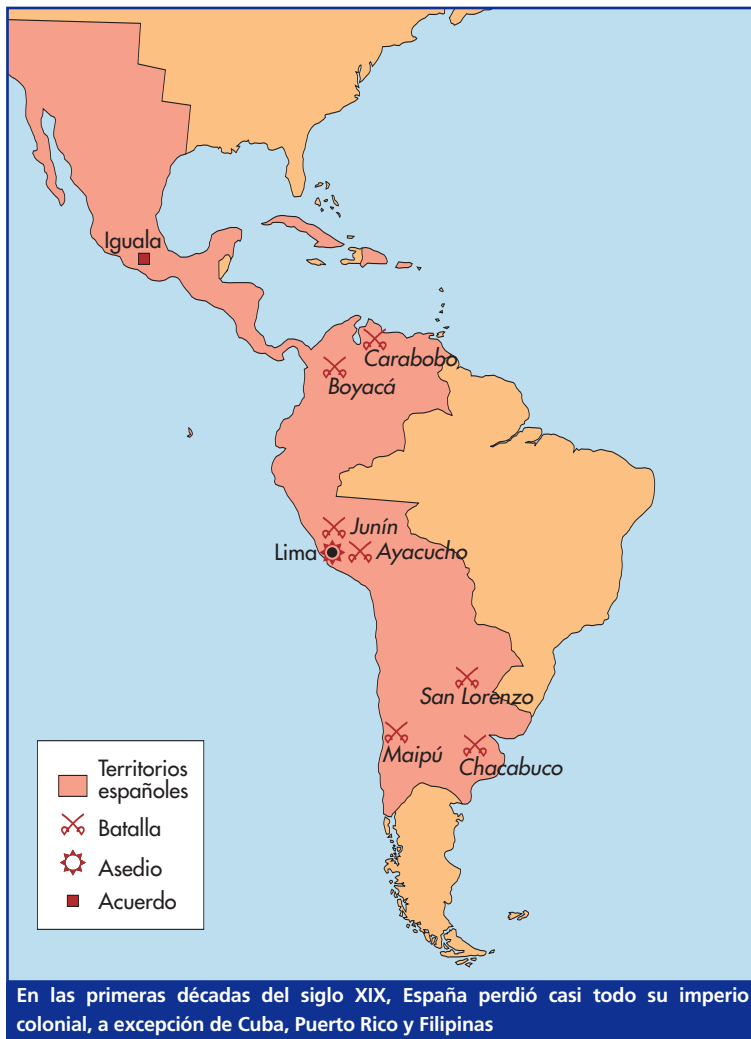 Iguala
Carabobo
Boyacá
Junín
Lima
Ayacucho
San Lorenzo
Maipú
Chacabuco
Territorios
españoles
Batalla
Asedio
Acuerdo
En las primeras décadas del siglo XIX, España perdió casi todo su imperio
colonial, a excepción de Cuba, Puerto Rico y Filipinas